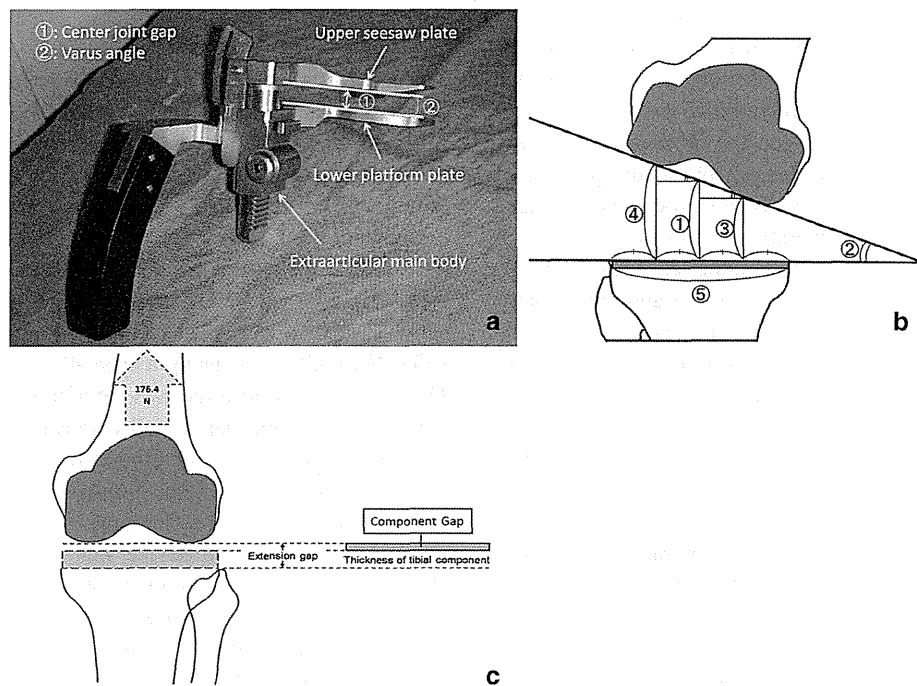 ①: Center joint gap
②: Varus angle
Upper seesaw plate
①
②
Lower platform plate
Extraarticular main body
a
④
①
③
②
⑤
b
176.4
N
Component Gap
Extension gap
Thickness of tibial component
c